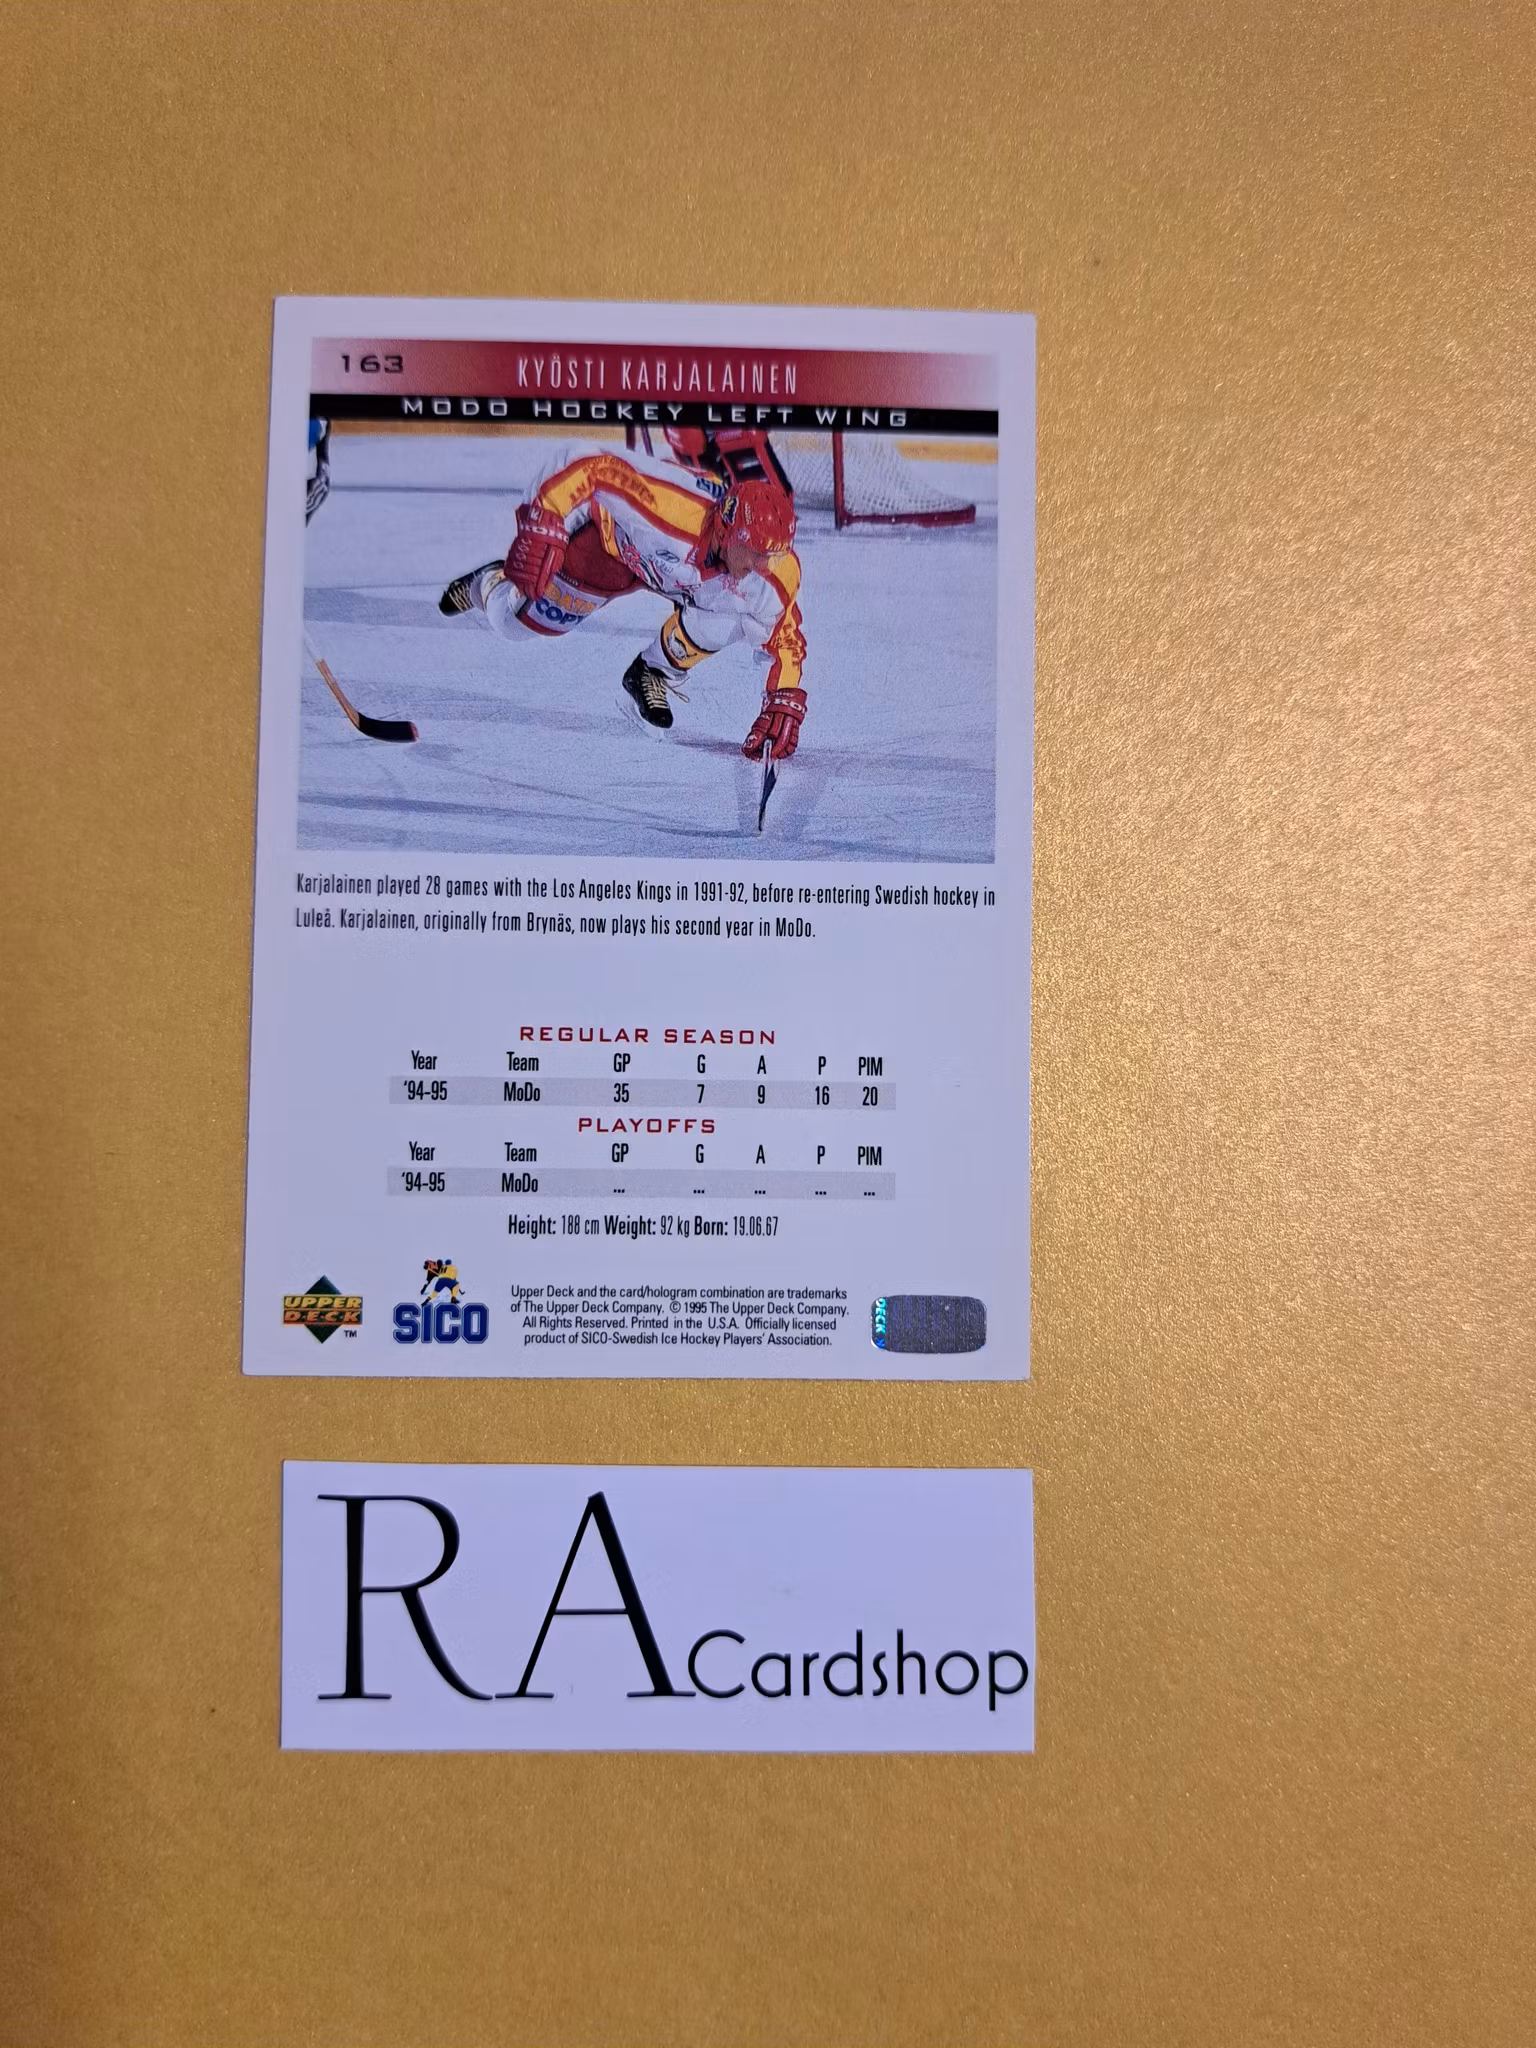 163
KYÖSTI KARJALAINEN
MODO HOCKEY LEFT WING
DATA
COPY
Karjalainen played 28 games with the Los Angeles Kings in 1991-92, before re-entering Swedish hockey in
Luleå. Karjalainen, originally from Brynäs, now plays his second year in MoDo.
REGULAR SEASON
Year Team GP G A P PIM
'94-95 MoDo 35 7 9 16 20
PLAYOFFS
Year Team GP G A P PIM
'94-95 MoDo ... ... ... ... ...
Height: 188 cm Weight: 92 kg Born: 19.06.67
UPPER
DECK
TM
SICO
Upper Deck and the card/hologram combination are trademarks
of The Upper Deck Company. © 1995 The Upper Deck Company.
All Rights Reserved. Printed in the U.S.A. Officially licensed
product of SICO-Swedish Ice Hockey Players' Association.
DECK
RA Cardshop